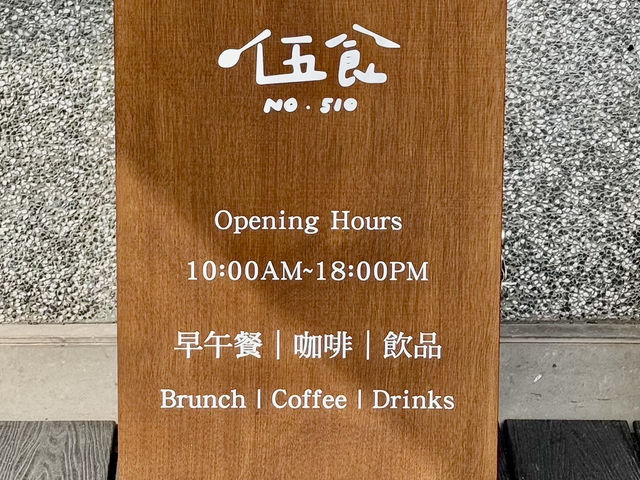 伍食
NO. 510
Opening Hours
10:00AM~18:00PM
早午餐｜咖啡｜飲品
Brunch | Coffee | Drinks